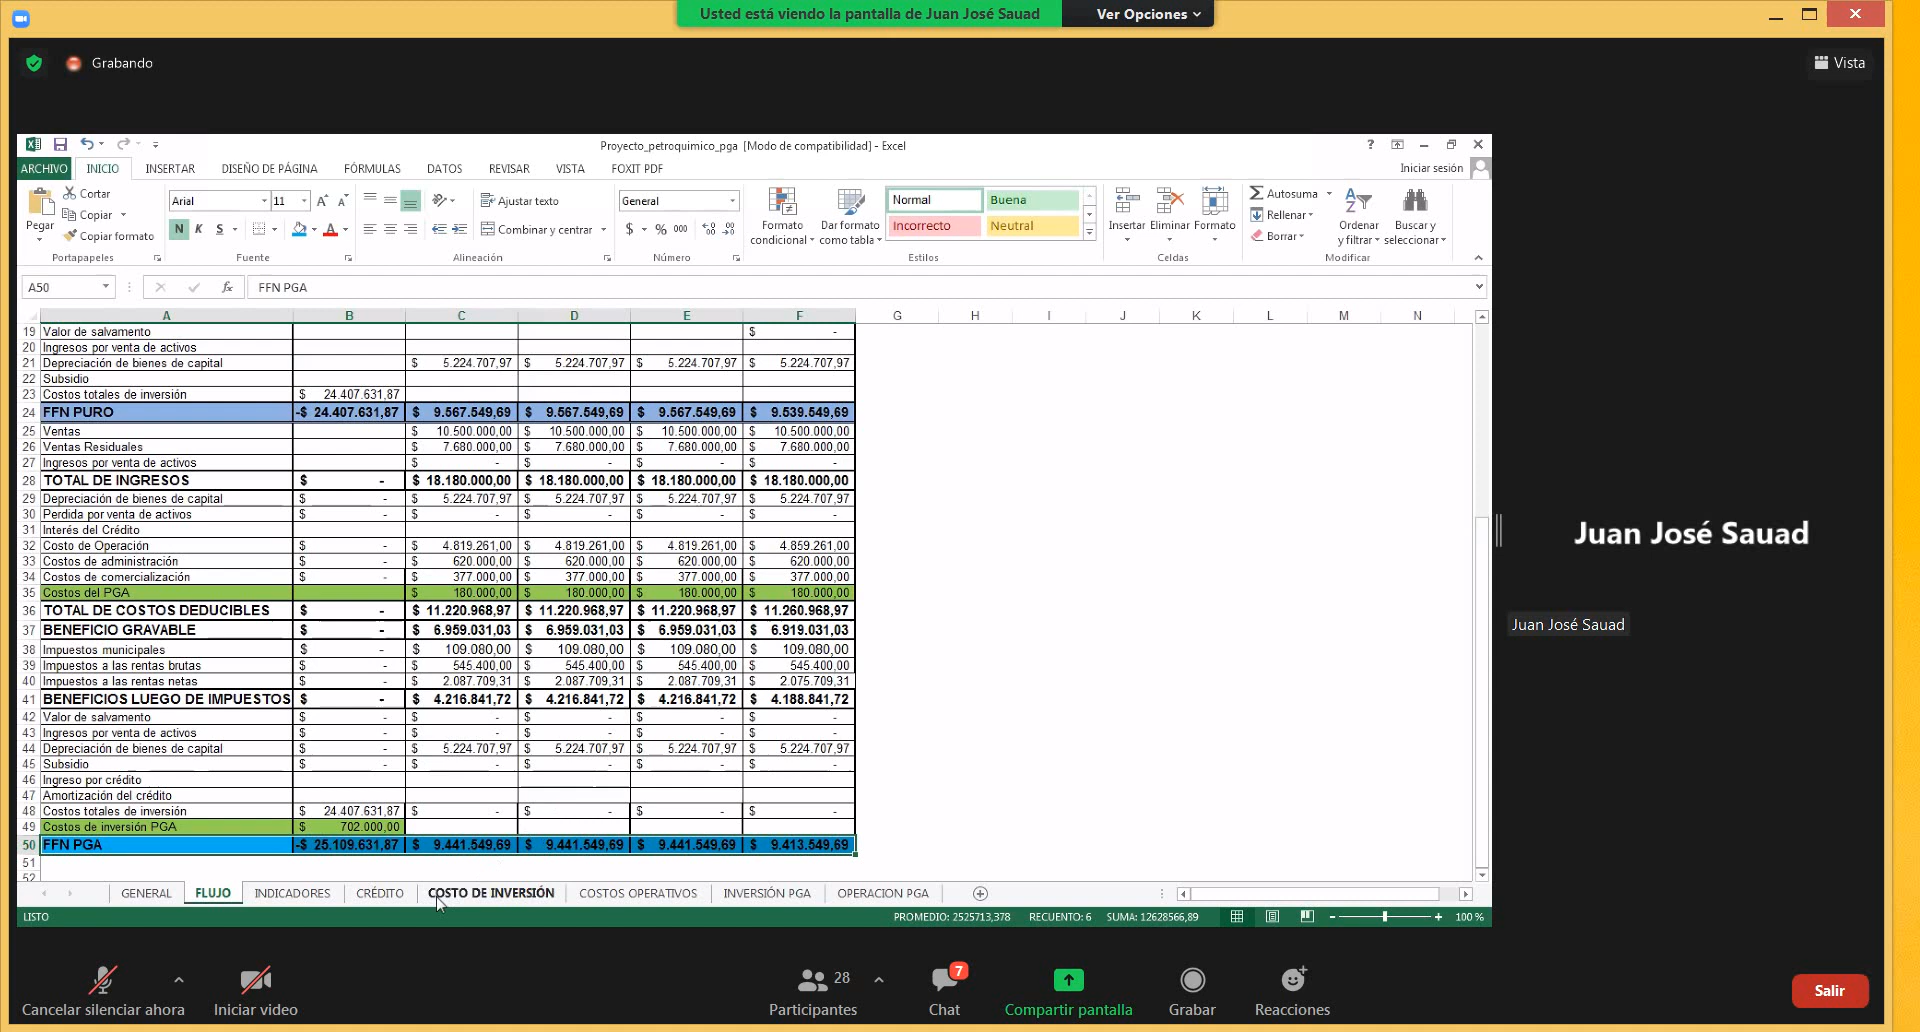 Usted está viendo la pantalla de Juan José Sauad
Ver Opciones
Grabando
Vista
Proyecto_petroquimico_pga [Modo de compatibilidad] - Excel
ARCHIVO INICIO INSERTAR DISEÑO DE PÁGINA FÓRMULAS DATOS REVISAR VISTA FOXIT PDF Iniciar sesión
Pegar Cortar Copiar Copiar formato
Arial 11
N K S
Ajustar texto
Combinar y centrar
General
$ % 000
Formato condicional
Dar formato como tabla
Normal Buena
Incorrecto Neutral
Insertar Eliminar Formato
Autosuma
Rellenar
Borrar
Ordenar y filtrar
Buscar y seleccionar
Portapapeles Fuente Alineación Número Estilos Celdas Modificar
A50 fx FFN PGA
A B C D E F G H I J K L M N
19 Valor de salvamento $ -
20 Ingresos por venta de activos
21 Depreciación de bienes de capital $ 5.224.707,97 $ 5.224.707,97 $ 5.224.707,97 $ 5.224.707,97
22 Subsidio
23 Costos totales de inversión $ 24.407.631,87
24 FFN PURO -$ 24.407.631,87 $ 9.567.549,69 $ 9.567.549,69 $ 9.567.549,69 $ 9.539.549,69
25 Ventas $ 10.500.000,00 $ 10.500.000,00 $ 10.500.000,00 $ 10.500.000,00
26 Ventas Residuales $ 7.680.000,00 $ 7.680.000,00 $ 7.680.000,00 $ 7.680.000,00
27 Ingresos por venta de activos $ - $ - $ - $ -
28 TOTAL DE INGRESOS $ - $ 18.180.000,00 $ 18.180.000,00 $ 18.180.000,00 $ 18.180.000,00
29 Depreciación de bienes de capital $ - $ 5.224.707,97 $ 5.224.707,97 $ 5.224.707,97 $ 5.224.707,97
30 Perdida por venta de activos $ - $ - $ - $ - $ -
31 Interés del Crédito
32 Costo de Operación $ - $ 4.819.261,00 $ 4.819.261,00 $ 4.819.261,00 $ 4.859.261,00
33 Costos de administración $ - $ 620.000,00 $ 620.000,00 $ 620.000,00 $ 620.000,00
34 Costos de comercialización $ - $ 377.000,00 $ 377.000,00 $ 377.000,00 $ 377.000,00
35 Costos del PGA $ 180.000,00 $ 180.000,00 $ 180.000,00 $ 180.000,00
36 TOTAL DE COSTOS DEDUCIBLES $ - $ 11.220.968,97 $ 11.220.968,97 $ 11.220.968,97 $ 11.260.968,97
37 BENEFICIO GRAVABLE $ - $ 6.959.031,03 $ 6.959.031,03 $ 6.959.031,03 $ 6.919.031,03
38 Impuestos municipales $ - $ 109.080,00 $ 109.080,00 $ 109.080,00 $ 109.080,00
39 Impuestos a las rentas brutas $ - $ 545.400,00 $ 545.400,00 $ 545.400,00 $ 545.400,00
40 Impuestos a las rentas netas $ - $ 2.087.709,31 $ 2.087.709,31 $ 2.087.709,31 $ 2.075.709,31
41 BENEFICIOS LUEGO DE IMPUESTOS $ - $ 4.216.841,72 $ 4.216.841,72 $ 4.216.841,72 $ 4.188.841,72
42 Valor de salvamento $ - $ - $ - $ - $ -
43 Ingresos por venta de activos $ - $ - $ - $ - $ -
44 Depreciación de bienes de capital $ - $ 5.224.707,97 $ 5.224.707,97 $ 5.224.707,97 $ 5.224.707,97
45 Subsidio $ - $ - $ - $ - $ -
46 Ingreso por crédito
47 Amortización del crédito
48 Costos totales de inversión $ 24.407.631,87 $ - $ - $ - $ -
49 Costos de inversión PGA $ 702.000,00
50 FFN PGA -$ 25.109.631,87 $ 9.441.549,69 $ 9.441.549,69 $ 9.441.549,69 $ 9.413.549,69
51
52
GENERAL FLUJO INDICADORES CRÉDITO COSTO DE INVERSIÓN COSTOS OPERATIVOS INVERSIÓN PGA OPERACION PGA
LISTO PROMEDIO: 2525713,378 RECUENTO: 6 SUMA: 12628566,89 100 %
Juan José Sauad
Juan José Sauad
Cancelar silenciar ahora
Iniciar video
28
Participantes
7
Chat
Compartir pantalla
Grabar
Reacciones
Salir